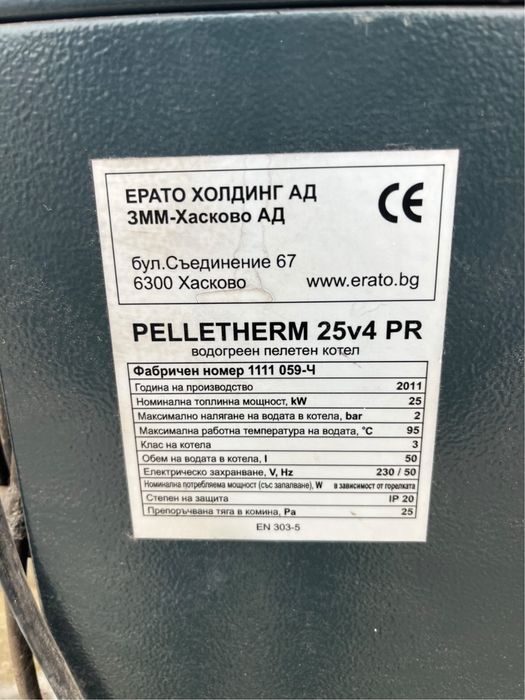 ЕРАТО ХОЛДИНГ АД
ЗММ-Хасково АД
CE
бул.Съединение 67
6300 Хасково www.erato.bg
PELLETHERM 25v4 PR
водогреен пелетен котел
Фабричен номер 1111 059-Ч
Година на производство 2011
Номинална топлинна мощност, kW 25
Максимално налягане на водата в котела, bar 2
Максимална работна температура на водата, °C 95
Клас на котела 3
Обем на водата в котела, l 50
Електрическо захранване, V, Hz 230 / 50
Номинална потребляема мощност (със запалване), W в зависимост от горелката
Степен на защита IP 20
Препоръчвана тяга в комина, Pa 25
EN 303-5